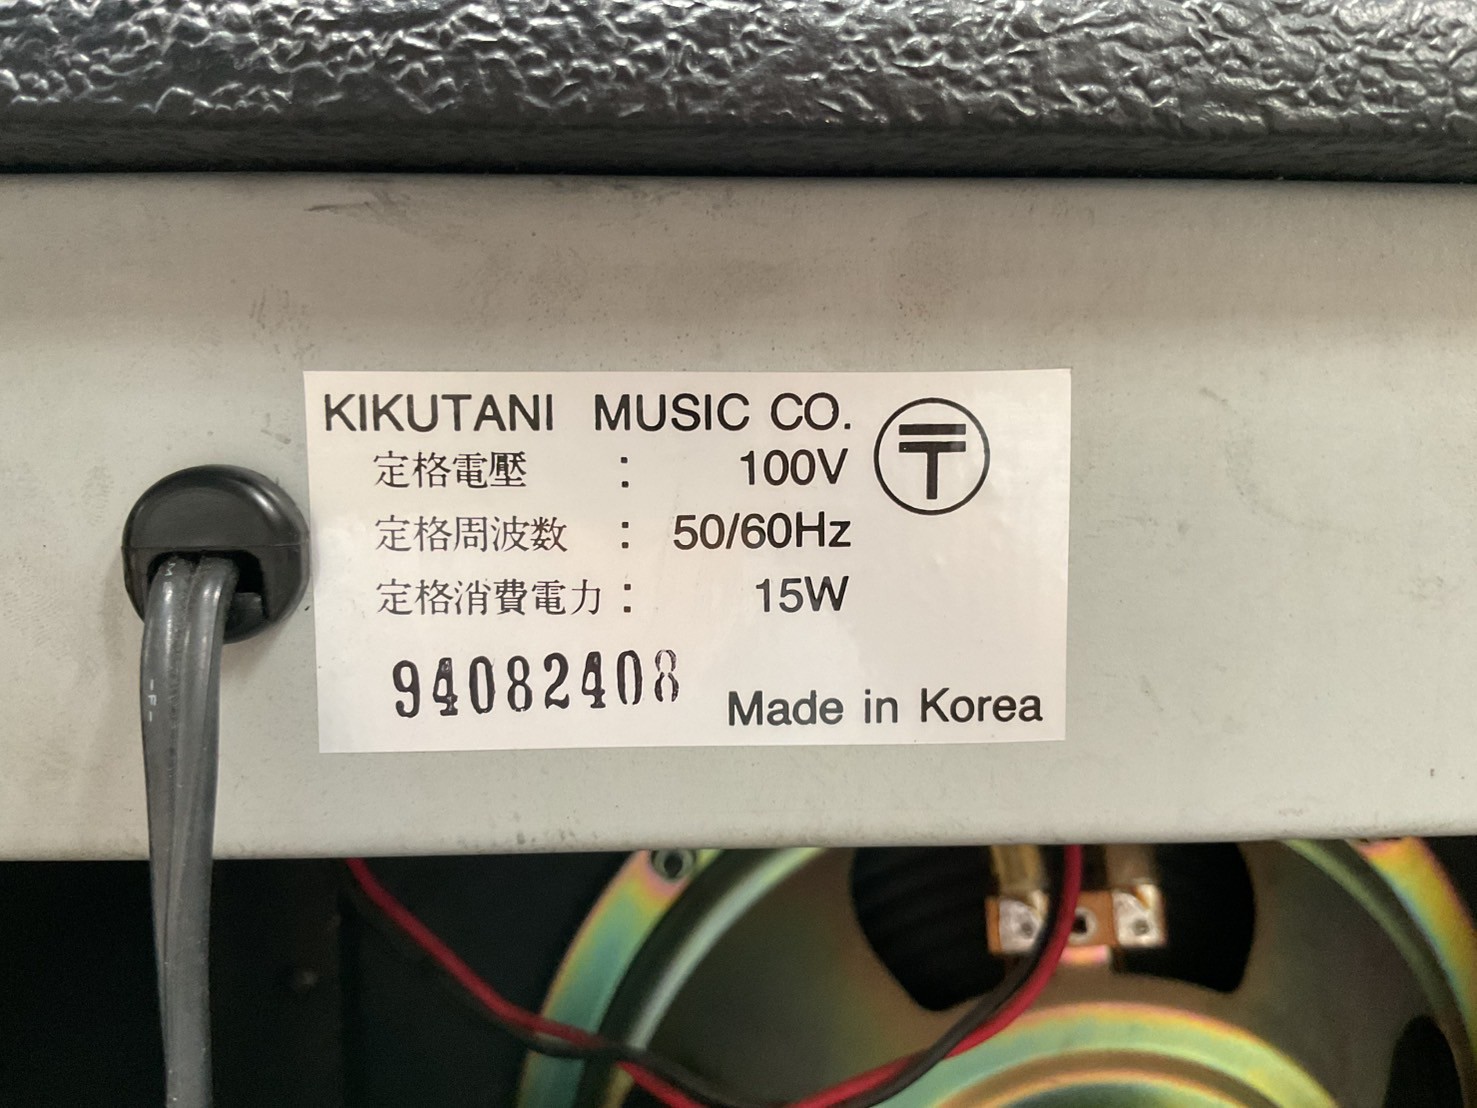 KIKUTANI MUSIC CO.
〒
定格電壓 : 100V
定格周波数 : 50/60Hz
定格消費電力 : 15W
94082408
Made in Korea
-F-